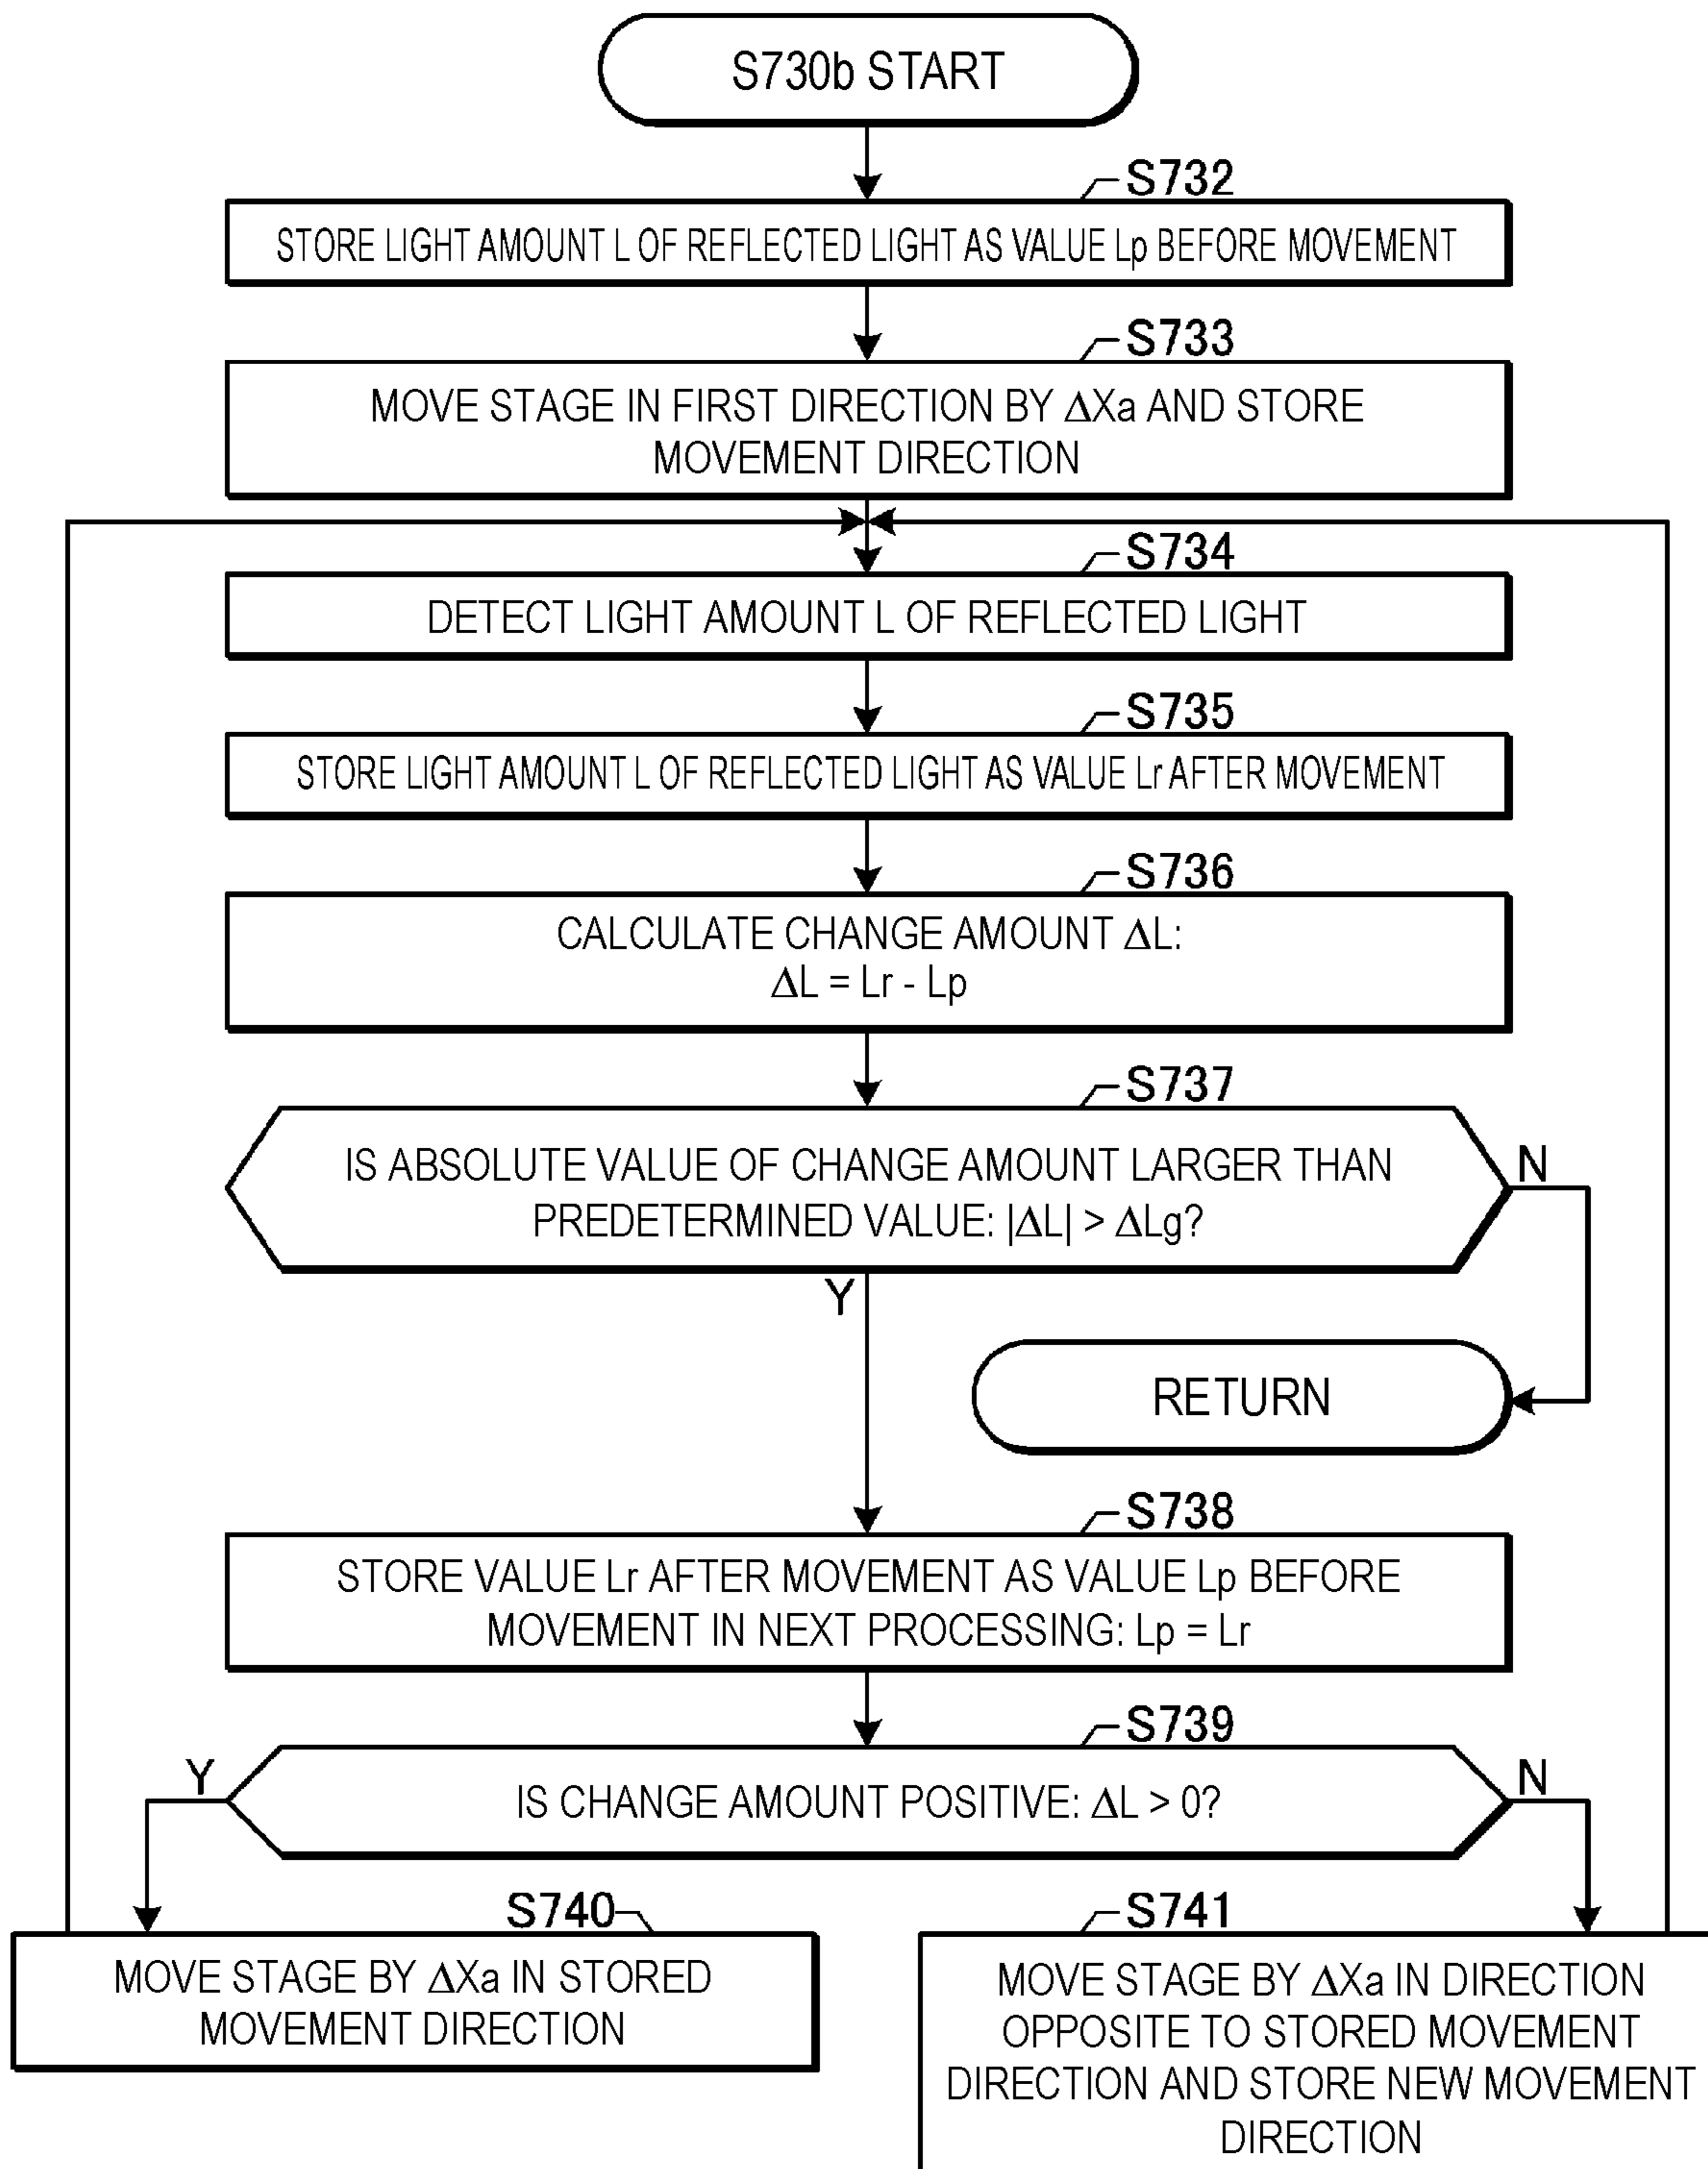 S730b START
S732
STORE LIGHT AMOUNT L OF REFLECTED LIGHT AS VALUE Lp BEFORE MOVEMENT
S733
MOVE STAGE IN FIRST DIRECTION BY ΔXa AND STORE
MOVEMENT DIRECTION
S734
DETECT LIGHT AMOUNT L OF REFLECTED LIGHT
S735
STORE LIGHT AMOUNT L OF REFLECTED LIGHT AS VALUE Lr AFTER MOVEMENT
S736
CALCULATE CHANGE AMOUNT ΔL:
ΔL = Lr - Lp
S737
IS ABSOLUTE VALUE OF CHANGE AMOUNT LARGER THAN
PREDETERMINED VALUE: |ΔL| > ΔLg?
N
Y
RETURN
S738
STORE VALUE Lr AFTER MOVEMENT AS VALUE Lp BEFORE
MOVEMENT IN NEXT PROCESSING: Lp = Lr
S739
Y
IS CHANGE AMOUNT POSITIVE: ΔL > 0?
N
S740
MOVE STAGE BY ΔXa IN STORED
MOVEMENT DIRECTION
S741
MOVE STAGE BY ΔXa IN DIRECTION
OPPOSITE TO STORED MOVEMENT
DIRECTION AND STORE NEW MOVEMENT
DIRECTION